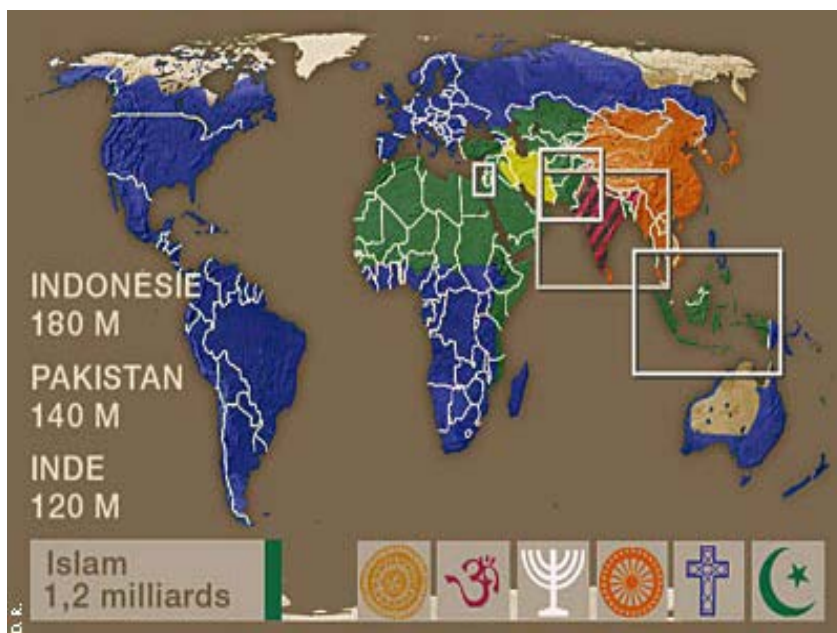 INDONESIE
180 M
PAKISTAN
140 M
INDE
120 M
Islam
1,2 milliards
D. R.